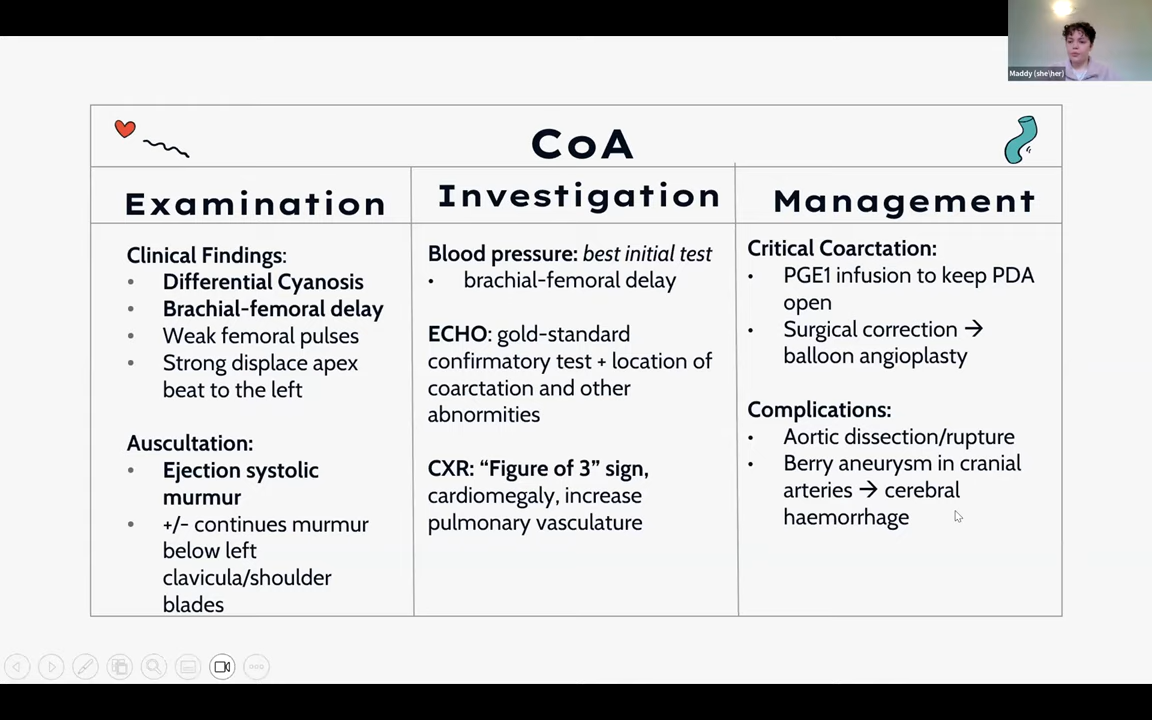 Maddy (she\her)
CoA
Examination
Investigation
Management
Clinical Findings:
• Differential Cyanosis
• Brachial-femoral delay
• Weak femoral pulses
• Strong displace apex
beat to the left
Auscultation:
• Ejection systolic
murmur
• +/- continues murmur
below left
clavicula/shoulder
blades
Blood pressure: best initial test
• brachial-femoral delay
ECHO: gold-standard
confirmatory test + location of
coarctation and other
abnormities
CXR: “Figure of 3” sign,
cardiomegaly, increase
pulmonary vasculature
Critical Coarctation:
• PGE1 infusion to keep PDA
open
• Surgical correction →
balloon angioplasty
Complications:
• Aortic dissection/rupture
• Berry aneurysm in cranial
arteries → cerebral
haemorrhage